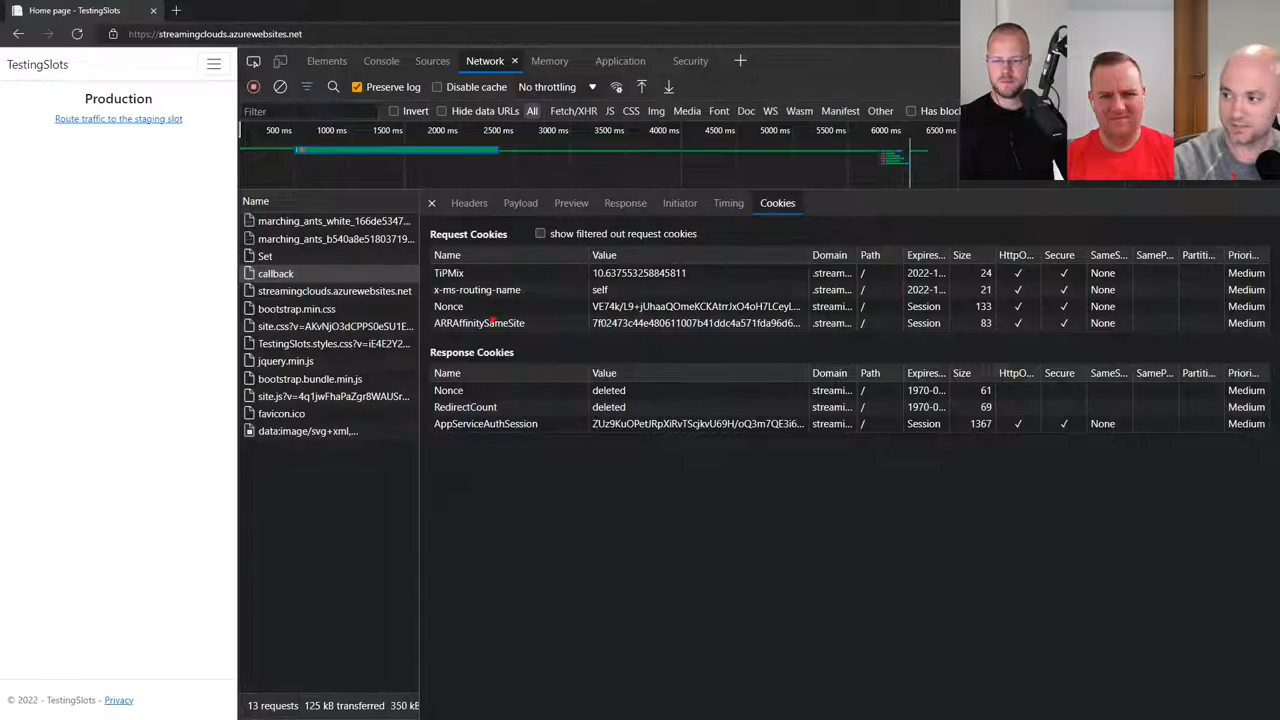 Home page - TestingSlots
https://streamingclouds.azurewebsites.net
TestingSlots
Production
Route traffic to the staging slot
© 2022 - TestingSlots - Privacy
Elements Console Sources Network Memory Application Security
Preserve log Disable cache No throttling
Filter Invert Hide data URLs All Fetch/XHR JS CSS Img Media Font Doc WS Wasm Manifest Other Has bloc
500 ms 1000 ms 1500 ms 2000 ms 2500 ms 3000 ms 3500 ms 4000 ms 4500 ms 5000 ms 5500 ms 6000 ms 6500 ms
Name
marching_ants_white_166de5347...
marching_ants_b540a8e51803719...
Set
callback
streamingclouds.azurewebsites.net
bootstrap.min.css
site.css?v=AKvNjO3dCPPS0eSU1E...
TestingSlots.styles.css?v=iE4E2Y2...
jquery.min.js
bootstrap.bundle.min.js
site.js?v=4q1jwFhaPaZgr8WAUSr...
favicon.ico
data:image/svg+xml,...
13 requests 125 kB transferred 350 kB
Headers Payload Preview Response Initiator Timing Cookies
Request Cookies show filtered out request cookies
Name Value Domain Path Expires... Size HttpO... Secure SameS... SameP... Partiti... Priori...
TiPMix 10.637553258845811 .stream... / 2022-1... 24 ✓ ✓ None Medium
x-ms-routing-name self .stream... / 2022-1... 21 ✓ ✓ None Medium
Nonce VE74k/L9+jUhaaQOmeKCKAtrrJxO4oH7LCeyL... streami... / Session 133 ✓ ✓ None Medium
ARRAffinitySameSite 7f02473c44e480611007b41ddc4a571fda96d6... .stream... / Session 83 ✓ ✓ None Medium
Response Cookies
Name Value Domain Path Expires... Size HttpO... Secure SameS... SameP... Partiti... Priori...
Nonce deleted streami... / 1970-0... 61 Medium
RedirectCount deleted streami... / 1970-0... 69 Medium
AppServiceAuthSession ZUz9KuOPetJRpXiRvTScjkvU69H/oQ3m7QE3i6... streami... / Session 1367 ✓ ✓ None Medium